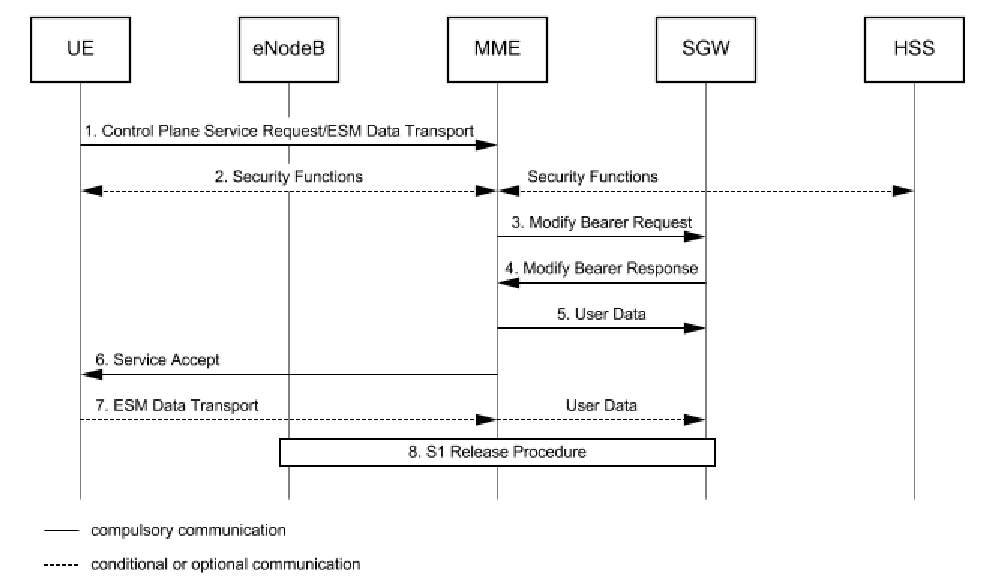 UE
eNodeB
MME
SGW
HSS
1. Control Plane Service Request/ESM Data Transport
2. Security Functions
Security Functions
3. Modify Bearer Request
4. Modify Bearer Response
5. User Data
6. Service Accept
7. ESM Data Transport
User Data
8. S1 Release Procedure
compulsory communication
conditional or optional communication